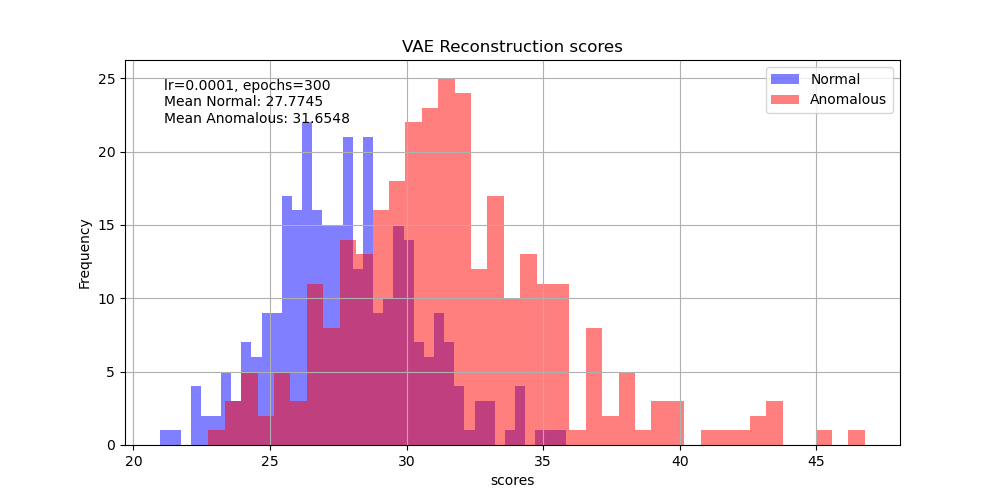 VAE Reconstruction scores
lr=0.0001, epochs=300
Mean Normal: 27.7745
Mean Anomalous: 31.6548
Normal
Anomalous
Frequency
25
20
15
10
5
0
20 25 30 35 40 45
scores